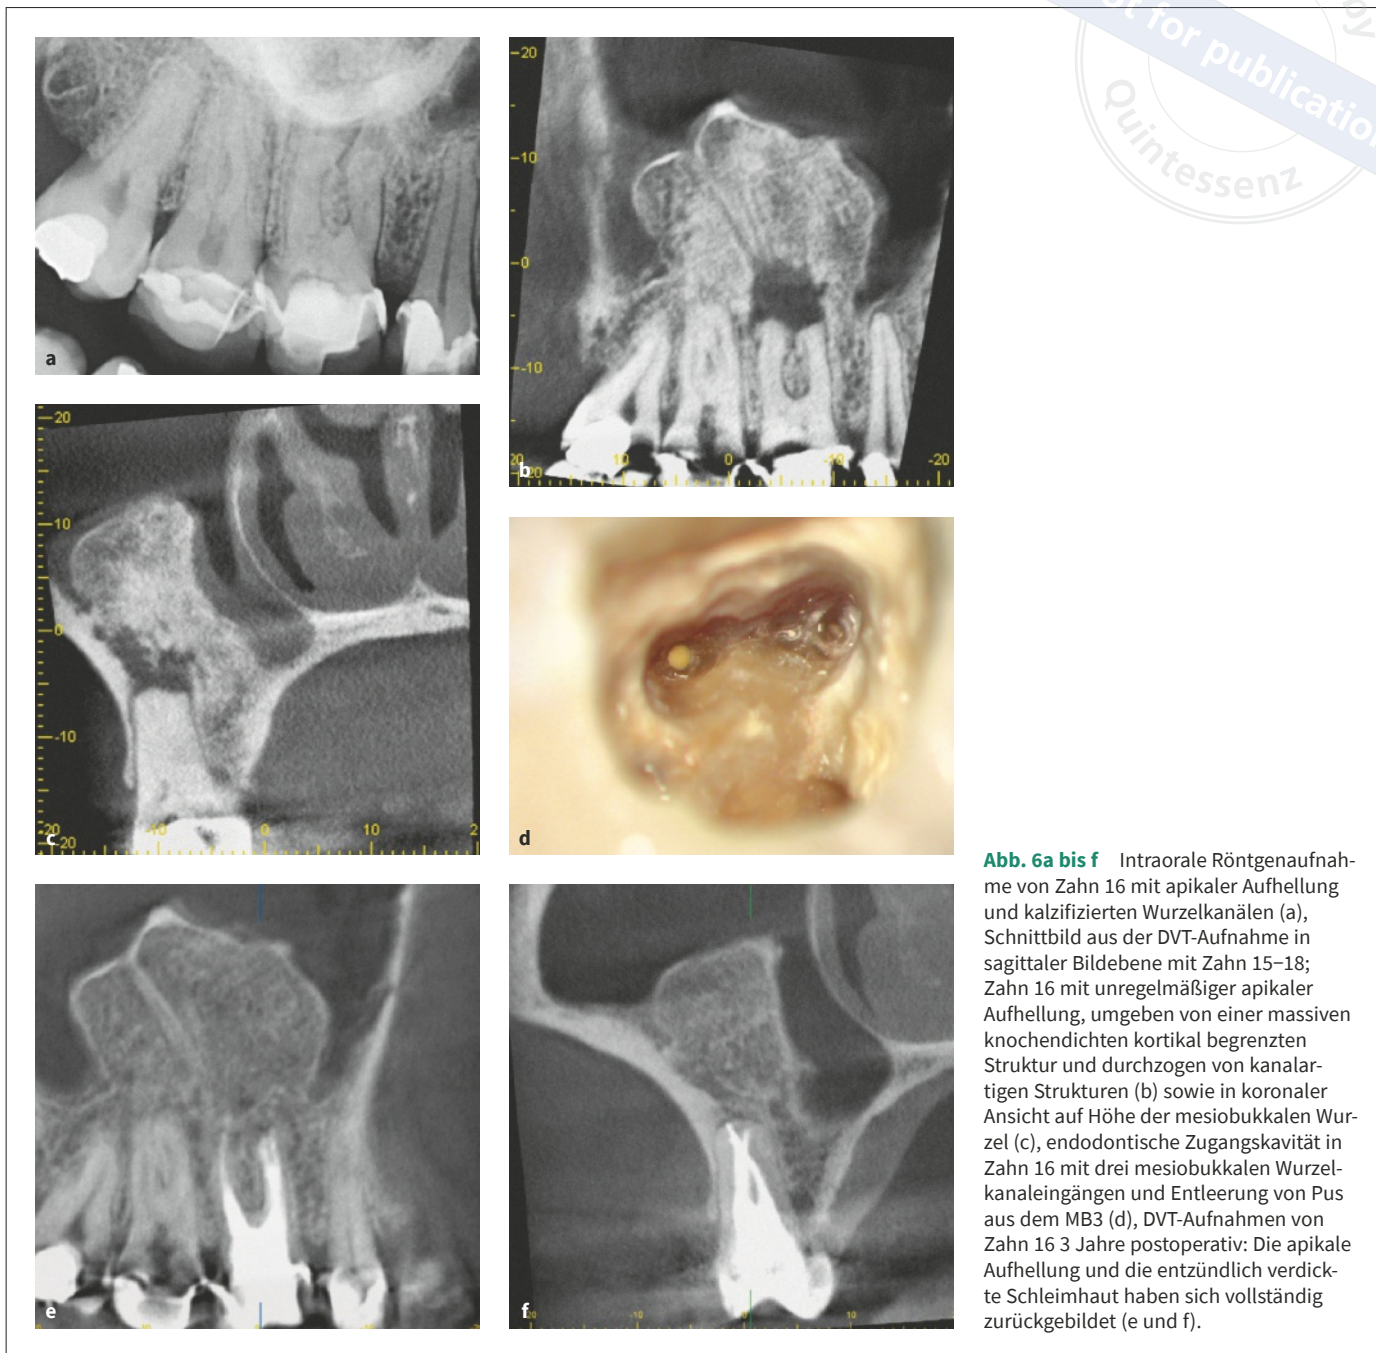 ot for publication
by
Quintessenz
a
20
10
0
-10
20
10
0
-10
-20
b
20
10
0
-10
20
-10
0
10
2
c
d
e
10
f
Abb. 6a bis f Intraorale Röntgenaufnah-
me von Zahn 16 mit apikaler Aufhellung
und kalzifizierten Wurzelkanälen (a),
Schnittbild aus der DVT-Aufnahme in
sagittaler Bildebene mit Zahn 15–18;
Zahn 16 mit unregelmäßiger apikaler
Aufhellung, umgeben von einer massiven
knochendichten kortikal begrenzten
Struktur und durchzogen von kanalar-
tigen Strukturen (b) sowie in koronaler
Ansicht auf Höhe der mesiobukkalen Wur-
zel (c), endodontische Zugangskavität in
Zahn 16 mit drei mesiobukkalen Wurzel-
kanaleingängen und Entleerung von Pus
aus dem MB3 (d), DVT-Aufnahmen von
Zahn 16 3 Jahre postoperativ: Die apikale
Aufhellung und die entzündlich verdick-
te Schleimhaut haben sich vollständig
zurückgebildet (e und f).